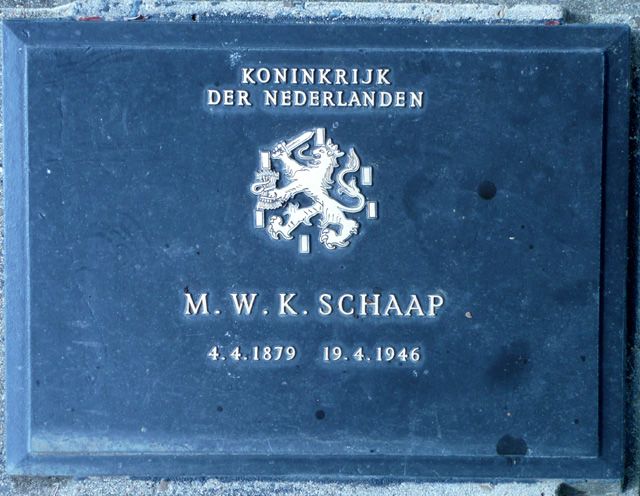 KONINKRIJK
DER NEDERLANDEN
M. W. K. SCHAAP
4.4.1879 19.4.1946